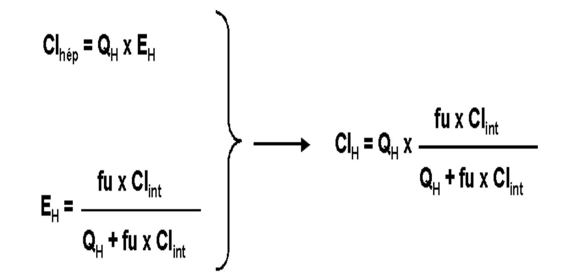 Cl_hép = Q_H x E_H
E_H = (fu x Cl_int) / (Q_H + fu x Cl_int)
Cl_H = Q_H x (fu x Cl_int) / (Q_H + fu x Cl_int)